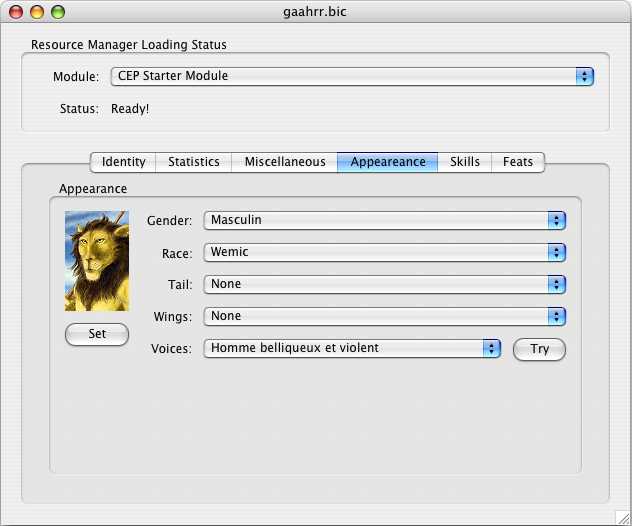 gaahrr.bic
Resource Manager Loading Status
Module: CEP Starter Module
Status: Ready!
Identity Statistics Miscellaneous Appeareance Skills Feats
Appearance
Gender: Masculin
Race: Wemic
Tail: None
Wings: None
Set
Voices: Homme belliqueux et violent Try